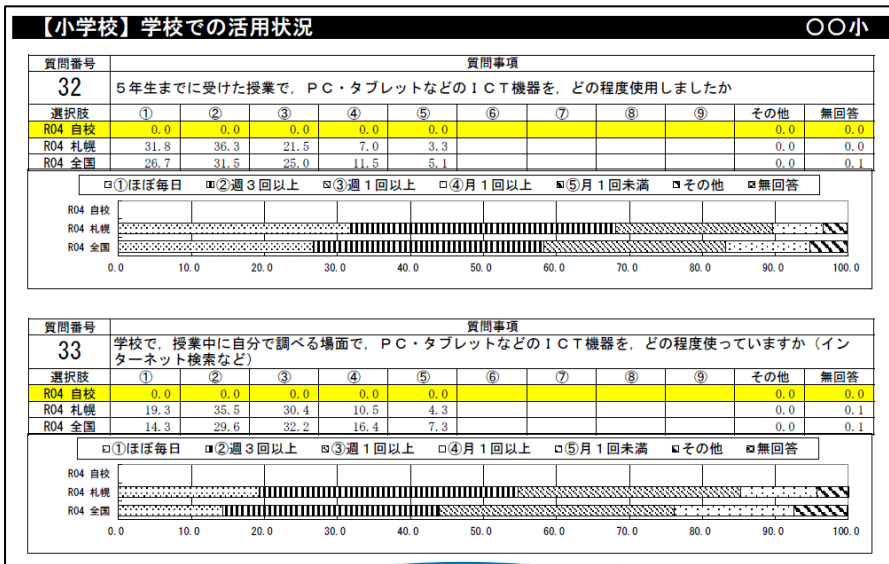 【小学校】学校での活用状況 〇〇小
質問番号 質問事項
32 5年生までに受けた授業で，ＰＣ・タブレットなどのＩＣＴ機器を，どの程度使用しましたか
選択肢 ① ② ③ ④ ⑤ ⑥ ⑦ ⑧ ⑨ その他 無回答
R04 自校 0.0 0.0 0.0 0.0 0.0 0.0 0.0
R04 札幌 31.8 36.3 21.5 7.0 3.3 0.0 0.0
R04 全国 26.7 31.5 25.0 11.5 5.1 0.0 0.1
①ほぼ毎日 ②週３回以上 ③週１回以上 ④月１回以上 ⑤月１回未満 その他 無回答
R04 自校
R04 札幌
R04 全国
0.0 10.0 20.0 30.0 40.0 50.0 60.0 70.0 80.0 90.0 100.0
質問番号 質問事項
33 学校で，授業中に自分で調べる場面で，ＰＣ・タブレットなどのＩＣＴ機器を，どの程度使っていますか（イン
ターネット検索など）
選択肢 ① ② ③ ④ ⑤ ⑥ ⑦ ⑧ ⑨ その他 無回答
R04 自校 0.0 0.0 0.0 0.0 0.0 0.0 0.0
R04 札幌 19.3 35.5 30.4 10.5 4.3 0.0 0.1
R04 全国 14.3 29.6 32.2 16.4 7.3 0.0 0.1
①ほぼ毎日 ②週３回以上 ③週１回以上 ④月１回以上 ⑤月１回未満 その他 無回答
R04 自校
R04 札幌
R04 全国
0.0 10.0 20.0 30.0 40.0 50.0 60.0 70.0 80.0 90.0 100.0